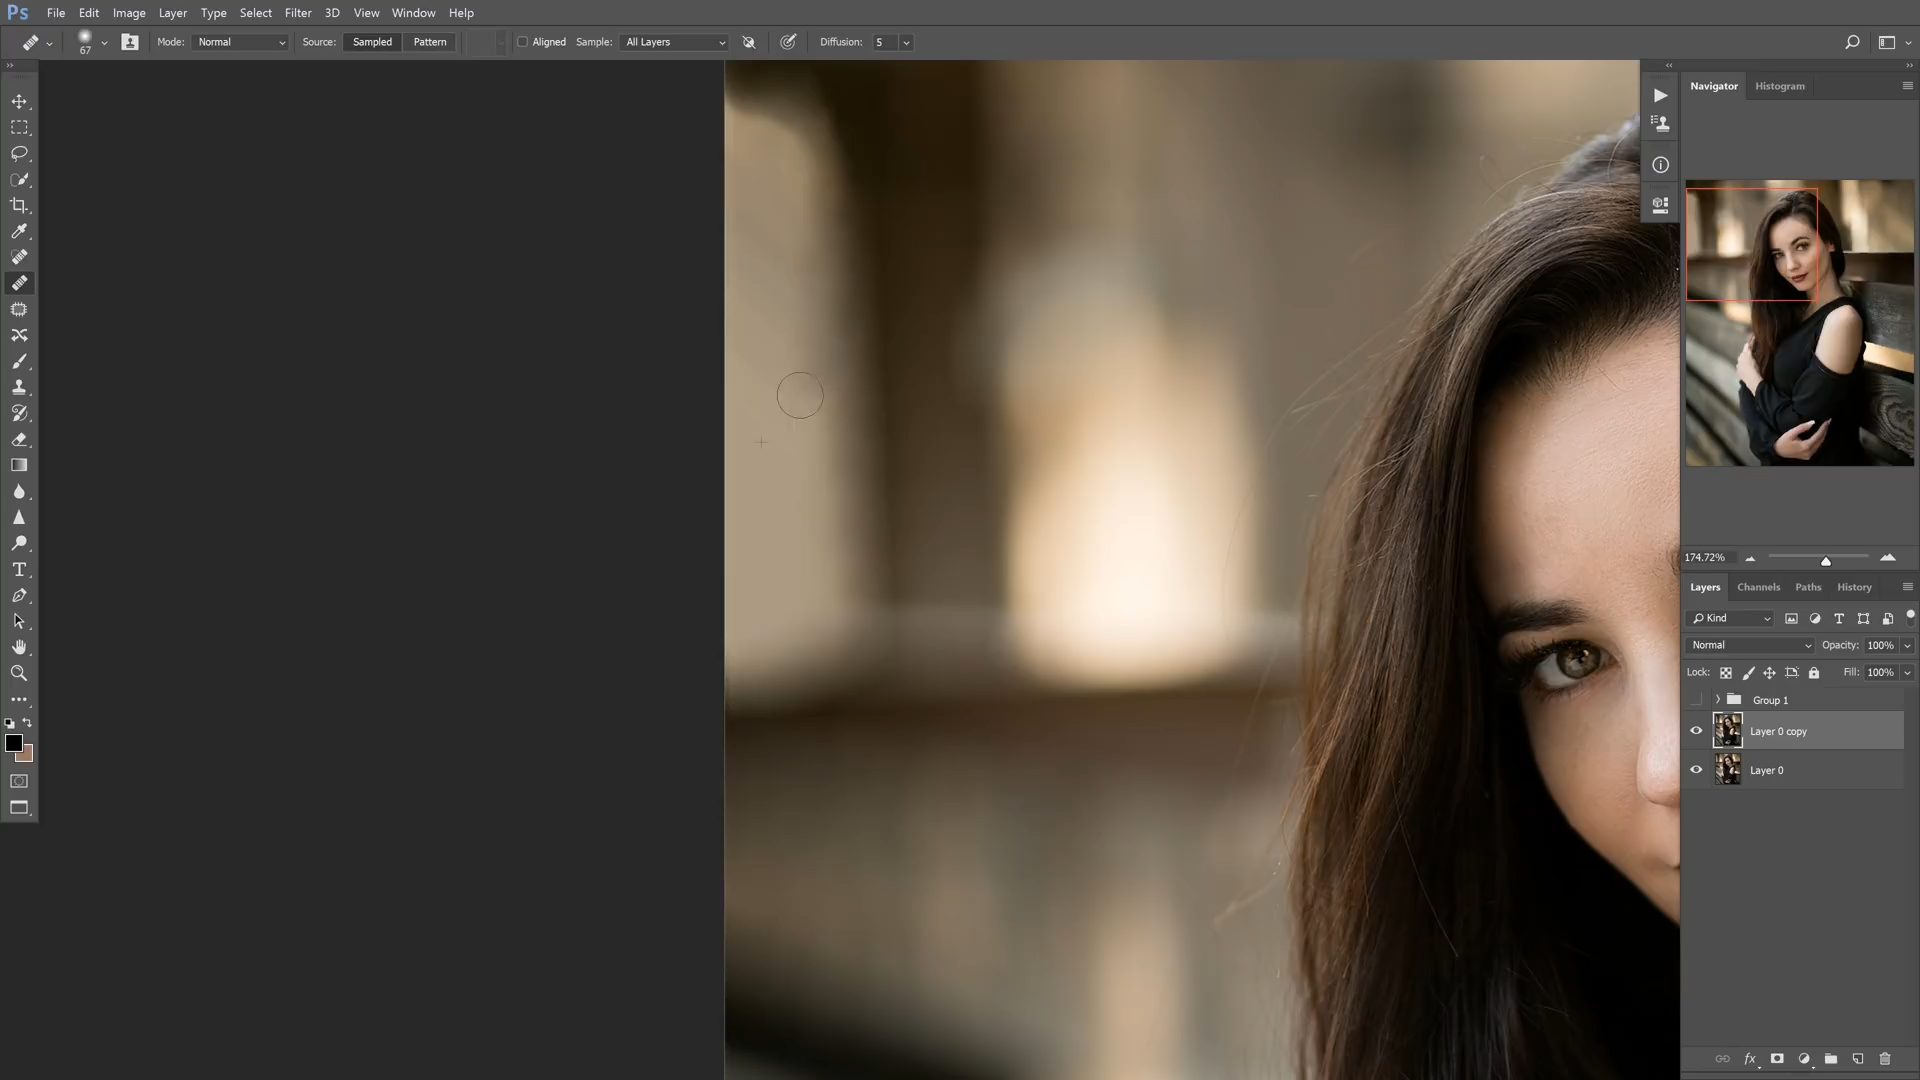 Ps File Edit Image Layer Type Select Filter 3D View Window Help
67 Mode: Normal Source: Sampled Pattern Aligned Sample: All Layers Diffusion: 5
Navigator Histogram
174.72%
Layers Channels Paths History
Kind
Normal Opacity: 100%
Lock: Fill: 100%
Group 1
Layer 0 copy
Layer 0
fx